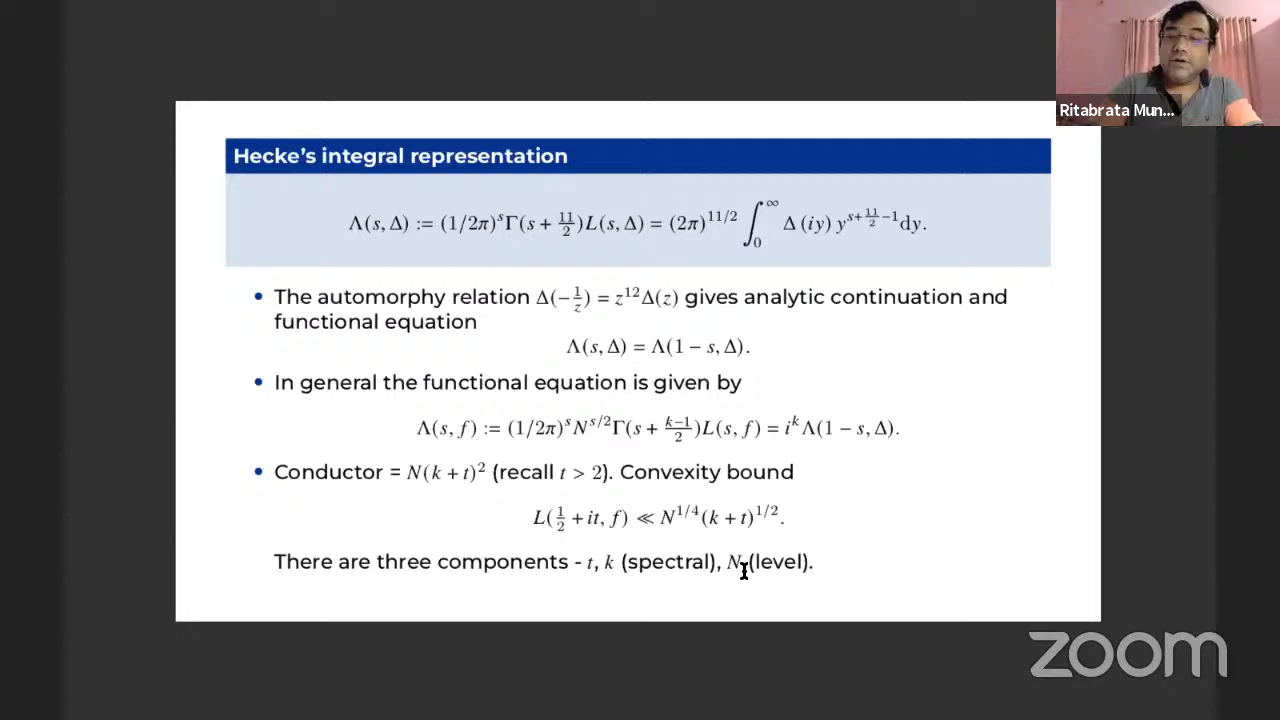 Ritabrata Mun...
Hecke's integral representation
Λ(s, Δ) := (1/2π)^s Γ(s + 11/2)L(s, Δ) = (2π)^{11/2} ∫_0^∞ Δ (iy) y^{s+11/2−1}dy.
• The automorphy relation Δ(−1/z) = z^{12}Δ(z) gives analytic continuation and
functional equation
Λ(s, Δ) = Λ(1 − s, Δ).
• In general the functional equation is given by
Λ(s, f) := (1/2π)^s N^{s/2}Γ(s + (k−1)/2)L(s, f) = i^k Λ(1 − s, Δ).
• Conductor = N(k + t)^2 (recall t > 2). Convexity bound
L(1/2 + it, f) ≪ N^{1/4}(k + t)^{1/2}.
There are three components - t, k (spectral), N (level).
zoom